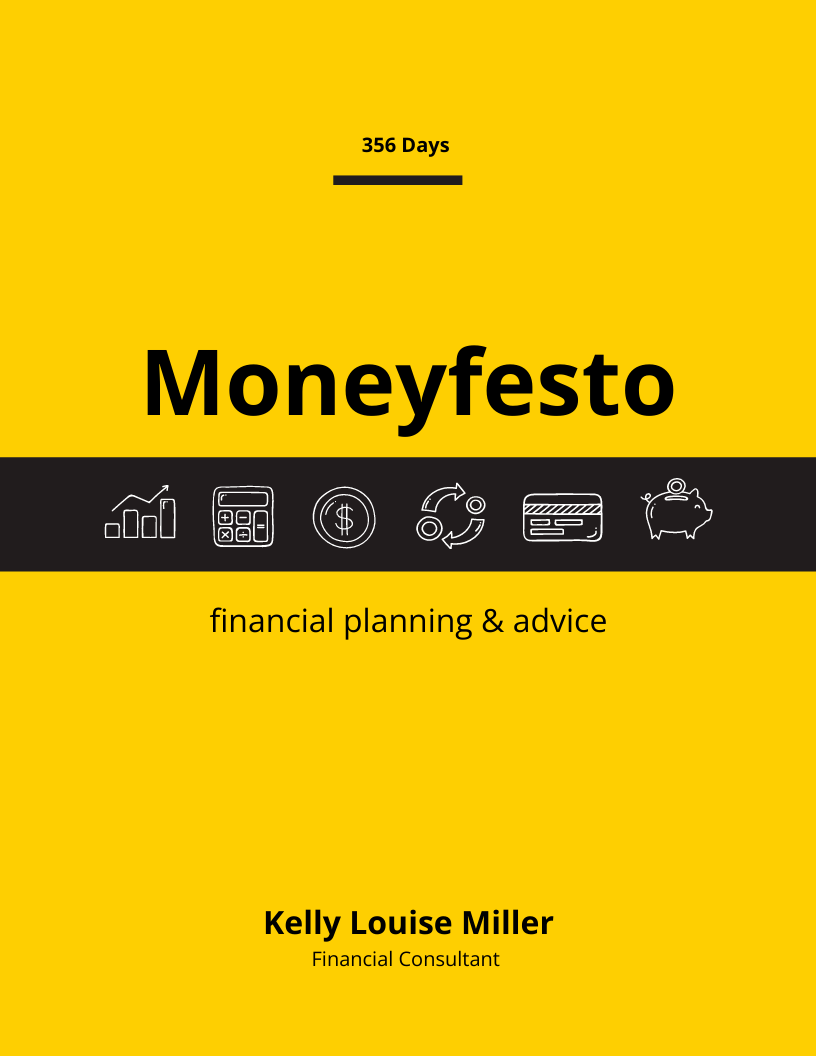 356 Days
Moneyfesto
financial planning & advice
Kelly Louise Miller
Financial Consultant